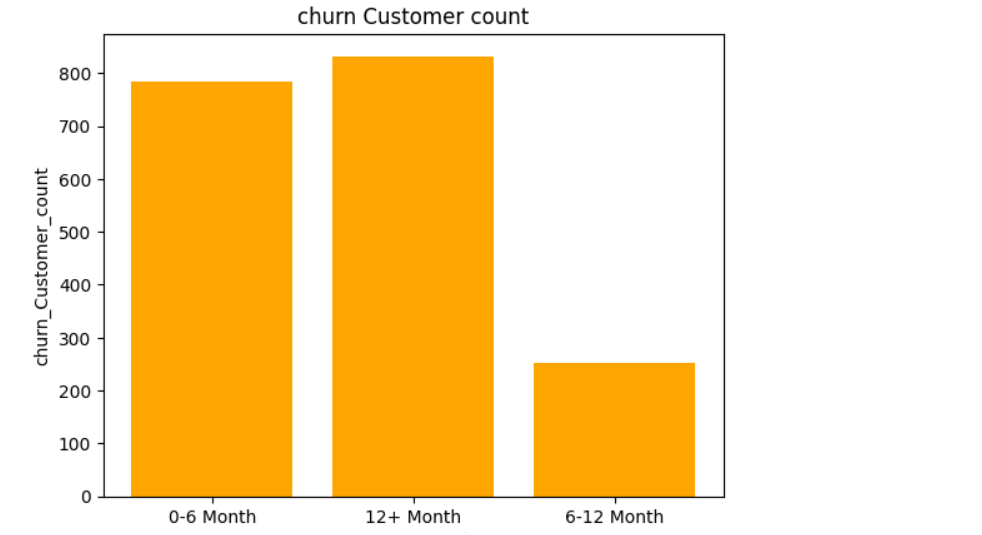 churn Customer count
churn_Customer_count
800
700
600
500
400
300
200
100
0
0-6 Month
12+ Month
6-12 Month